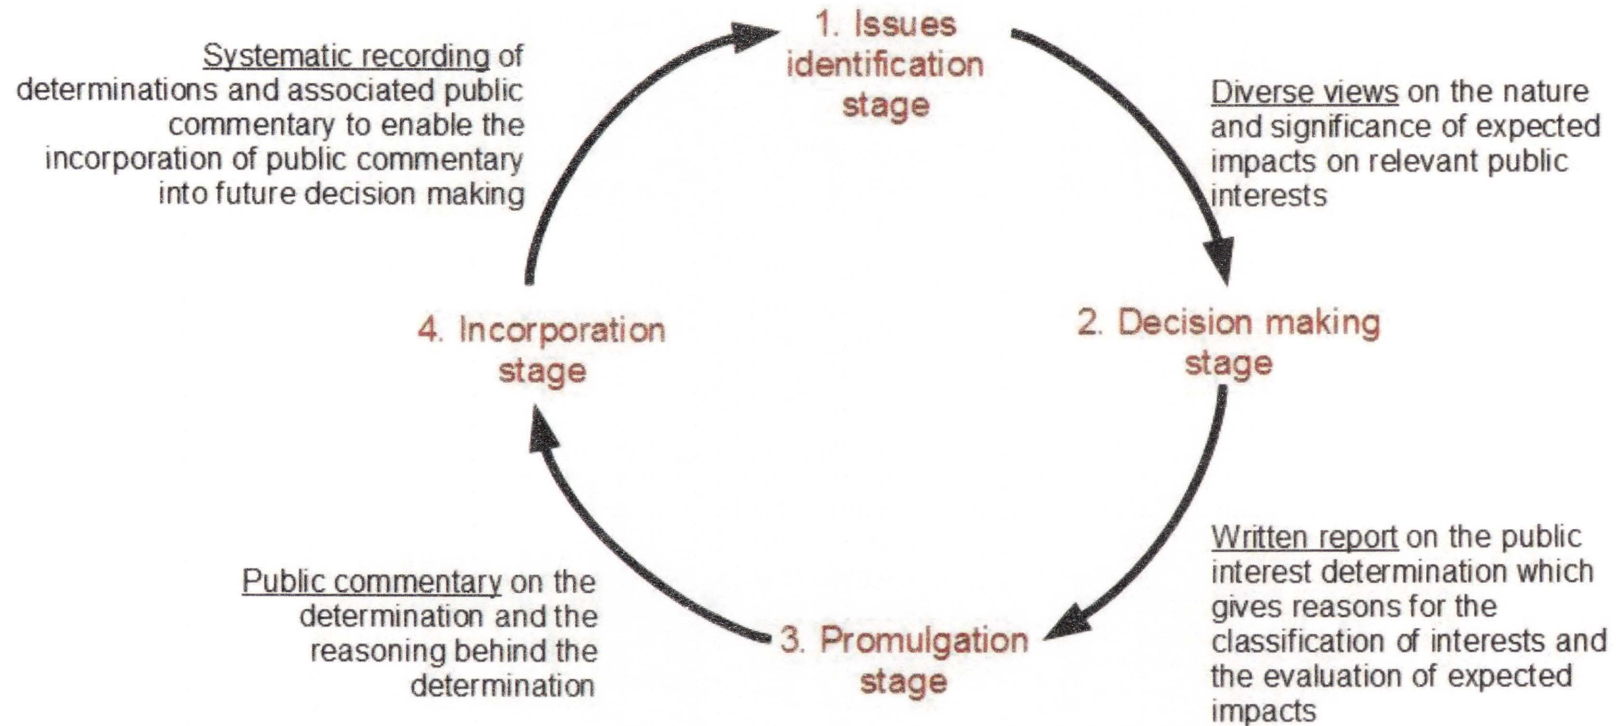 1. Issues
identification
stage
Diverse views on the nature
and significance of expected
impacts on relevant public
interests
2. Decision making
stage
Written report on the public
interest determination which
gives reasons for the
classification of interests and
the evaluation of expected
impacts
3. Promulgation
stage
Public commentary on the
determination and the
reasoning behind the
determination
4. Incorporation
stage
Systematic recording of
determinations and associated public
commentary to enable the
incorporation of public commentary
into future decision making